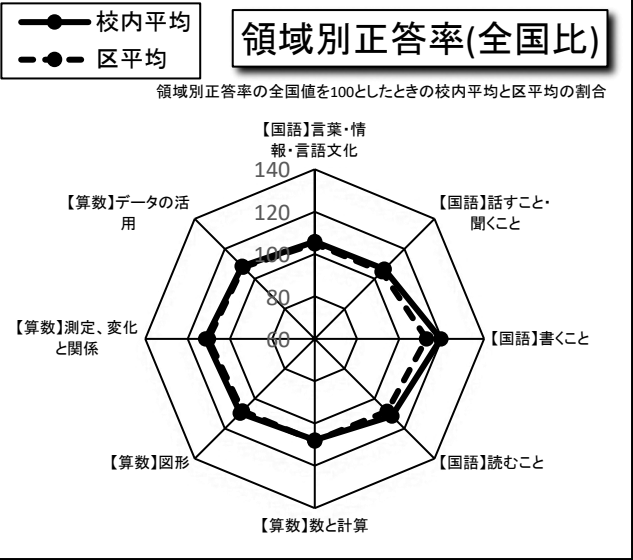 校内平均
区平均
領域別正答率(全国比)
領域別正答率の全国値を100としたときの校内平均と区平均の割合
【国語】言葉・情
報・言語文化
140
120
100
80
60
【国語】話すこと・
聞くこと
【国語】書くこと
【国語】読むこと
【算数】数と計算
【算数】図形
【算数】測定、変化
と関係
【算数】データの活
用